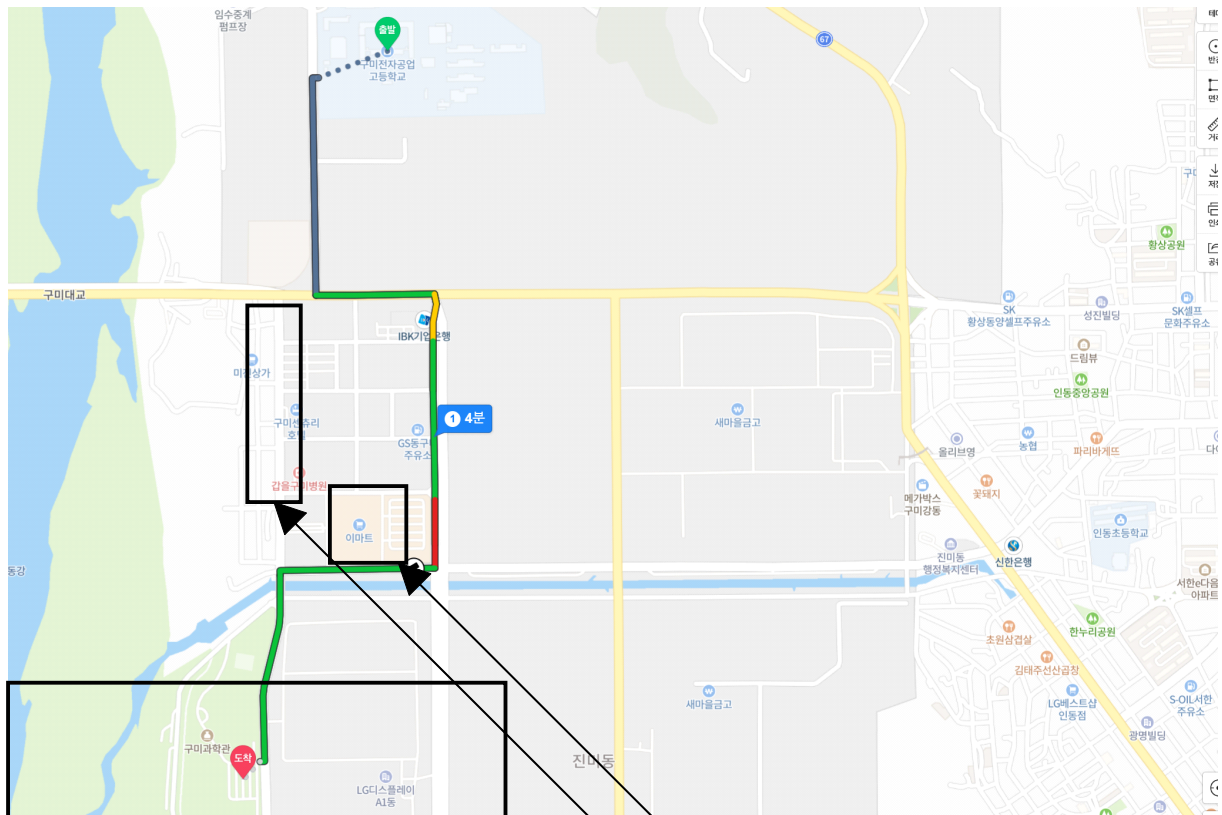 임수중계
펌프장
출발
구미전자공업
고등학교
67
구미대교
IBK기업은행
미전상가
구미센츄리
호텔
1 4분
GS동구미
주유소
갑을구미병원
이마트
동강
새마을금고
황상공원
SK
황상동양셀프주유소
성진빌딩
SK셀프
문화주유소
드림뷰
인동중앙공원
올리브영
농협
파리바게뜨
메가박스
구미강동
꽃돼지
인동초등학교
진미동
행정복지센터
신한은행
서한e다음
아파트
초원삼겹살
한누리공원
김태주선산곱창
LG베스트샵
인동점
S-OIL서한
주유소
광명빌딩
새마을금고
구미과학관
도착
진미동
LG디스플레이
A1동